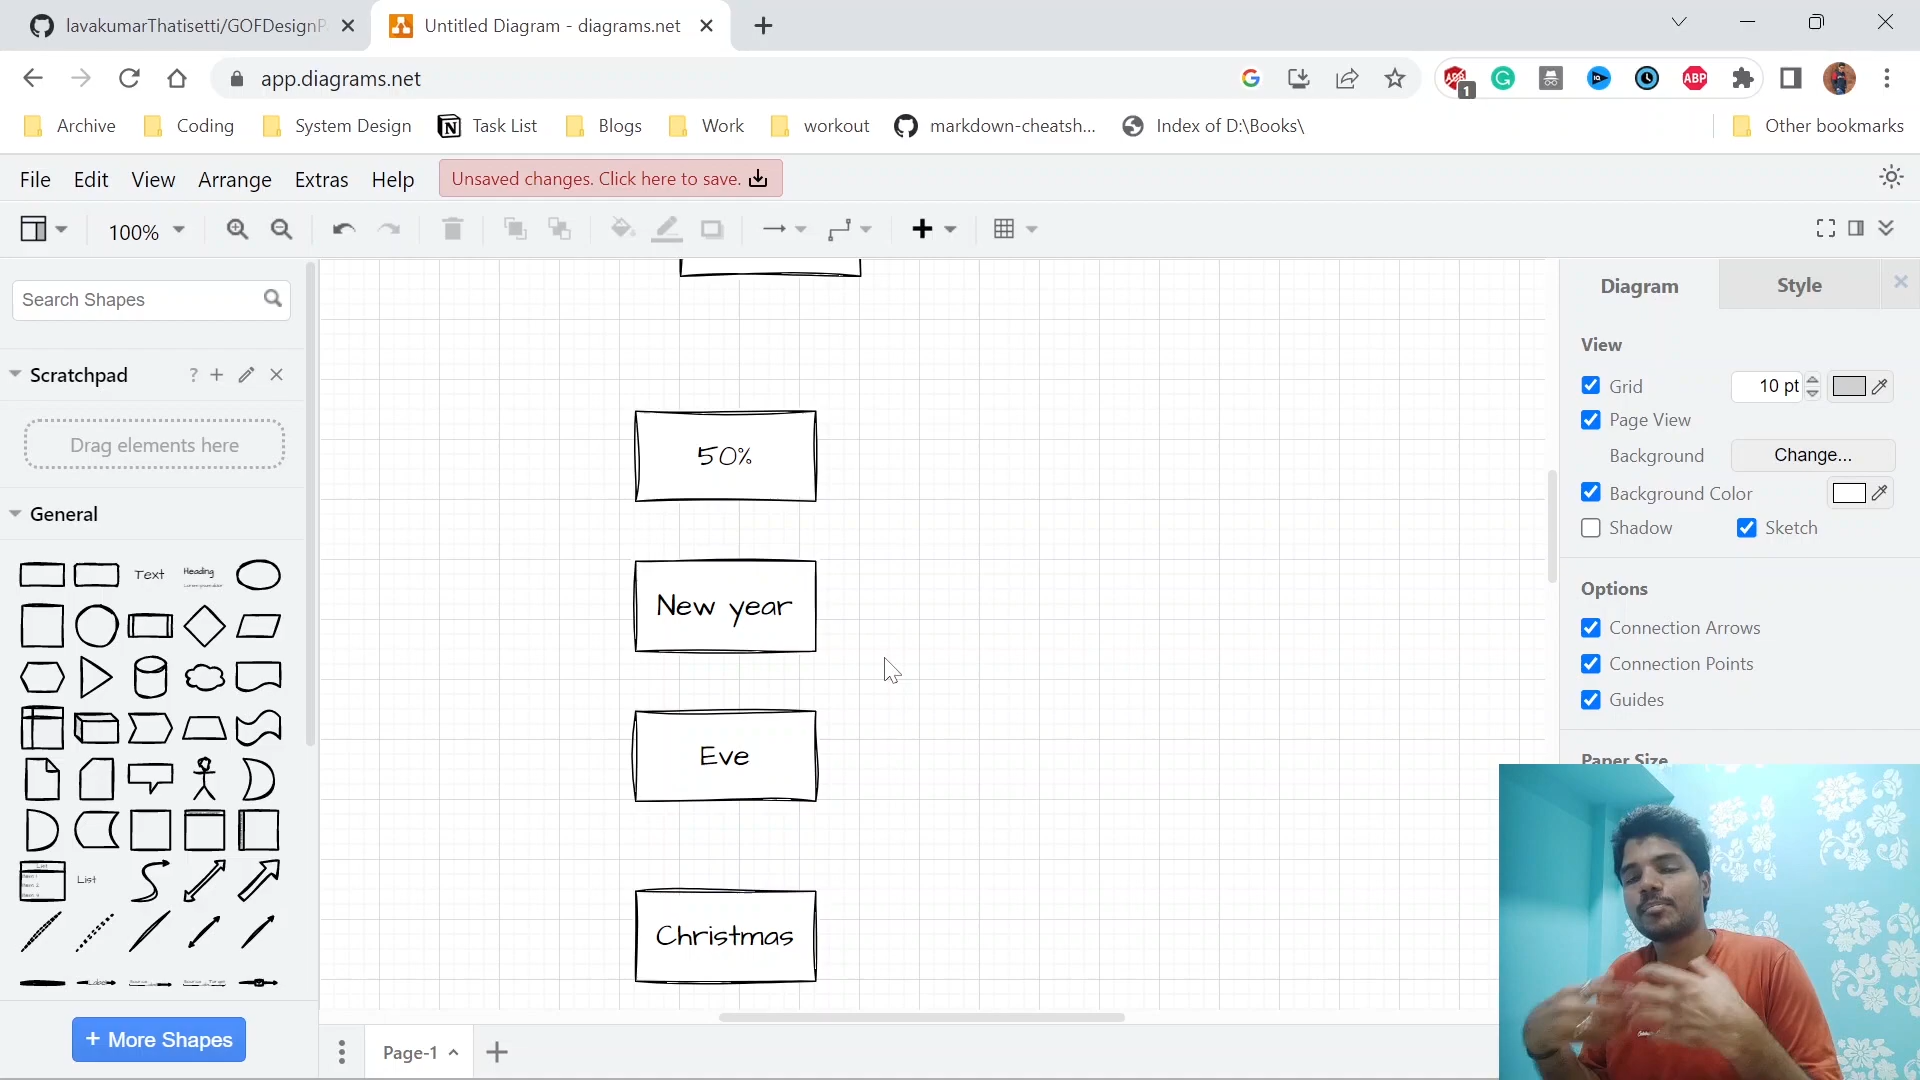 lavakumarThatisetti/GOFDesignP
Untitled Diagram - diagrams.net
app.diagrams.net
1
ABP
Archive
Coding
System Design
Task List
Blogs
Work
workout
markdown-cheatsh...
Index of D:\Books\
Other bookmarks
File
Edit
View
Arrange
Extras
Help
Unsaved changes. Click here to save.
100%
Search Shapes
Scratchpad
?
Drag elements here
General
Text
Heading
List
Label
+ More Shapes
50%
New year
Eve
Christmas
Page-1
Diagram
Style
View
Grid
10 pt
Page View
Background
Change...
Background Color
Shadow
Sketch
Options
Connection Arrows
Connection Points
Guides
Paper Size